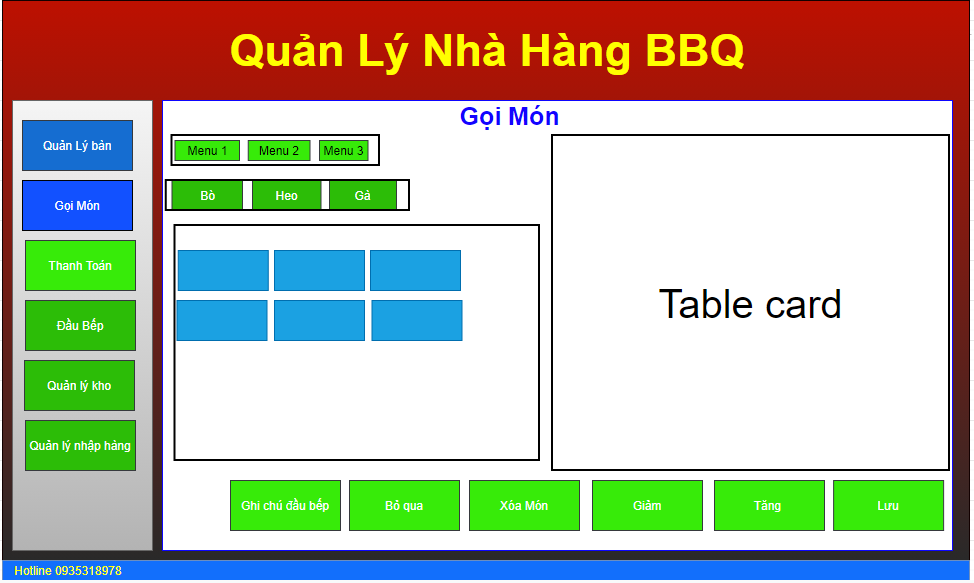 Quản Lý Nhà Hàng BBQ
Gọi Món
Quản Lý bàn
Gọi Món
Thanh Toán
Đầu Bếp
Quản lý kho
Quản lý nhập hàng
Menu 1
Menu 2
Menu 3
Bò
Heo
Gà
Table card
Ghi chú đầu bếp
Bỏ qua
Xóa Món
Giảm
Tăng
Lưu
Hotline 0935318978